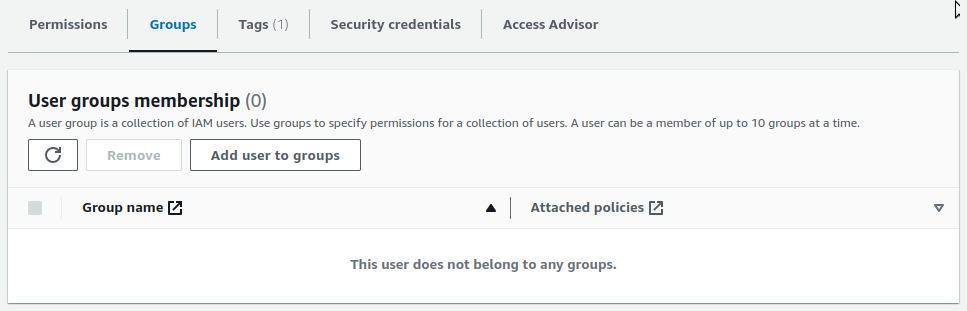 Permissions Groups Tags (1) Security credentials Access Advisor
User groups membership (0)
A user group is a collection of IAM users. Use groups to specify permissions for a collection of users. A user can be a member of up to 10 groups at a time.
Remove Add user to groups
Group name Attached policies
This user does not belong to any groups.